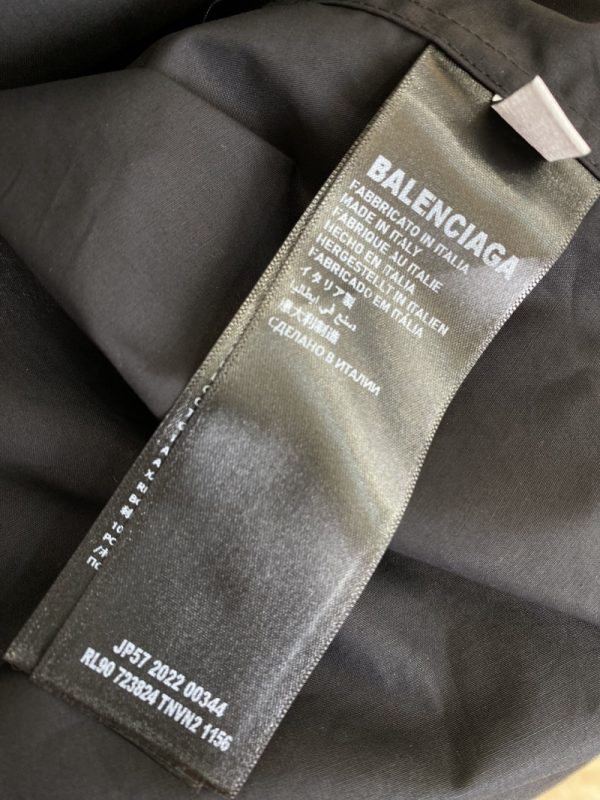 BALENCIAGA
FABBRICATO IN ITALIA
MADE IN ITALY
FABRIQUE AU ITALIE
HECHO EN ITALIA
HERGESTELLT IN ITALIEN
FABRICADO EM ITÁLIA
イタリア製
صنع في إيطاليا
意大利制造
СДЕЛАНО В ИТАЛИИ
JP57 2022 00344
RL90 723824 TNVN2 1156